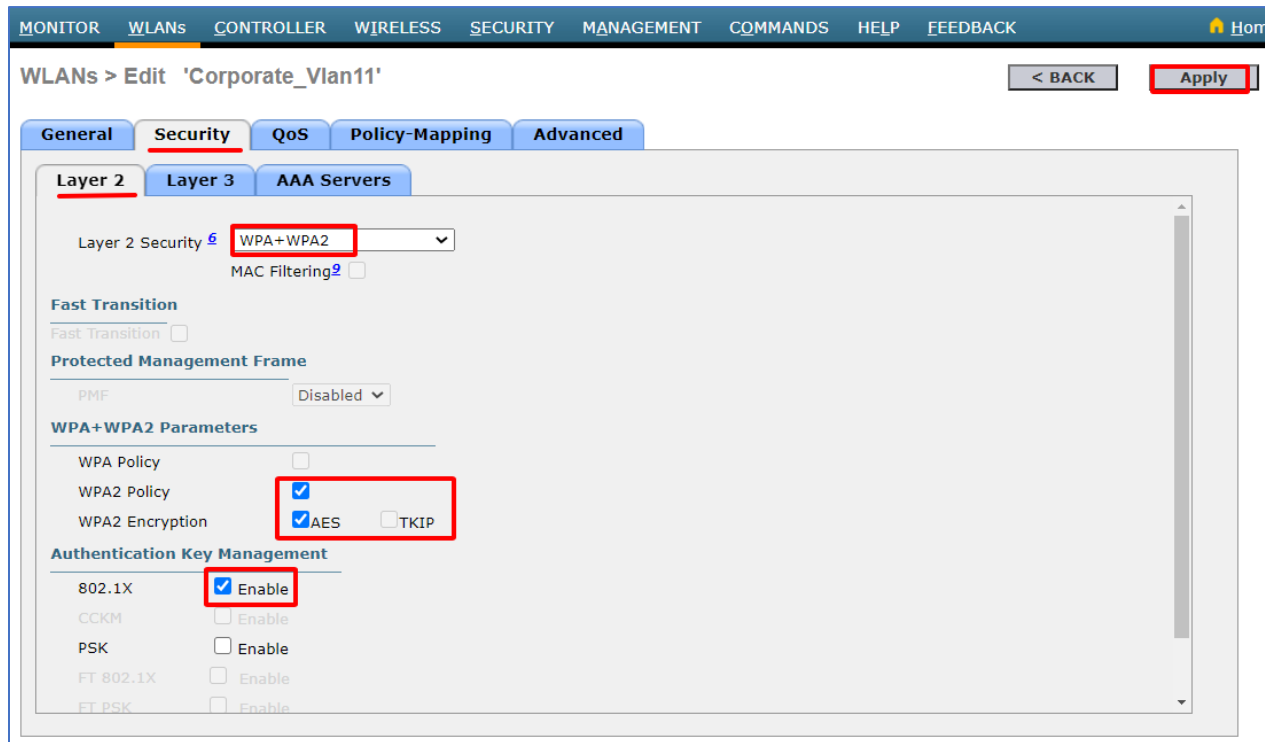 MONITOR WLANs CONTROLLER WIRELESS SECURITY MANAGEMENT COMMANDS HELP FEEDBACK Hom
WLANs > Edit 'Corporate_Vlan11' < BACK Apply
General Security QoS Policy-Mapping Advanced
Layer 2 Layer 3 AAA Servers
Layer 2 Security 6 WPA+WPA2
MAC Filtering9
Fast Transition
Fast Transition
Protected Management Frame
PMF Disabled
WPA+WPA2 Parameters
WPA Policy
WPA2 Policy
WPA2 Encryption AES TKIP
Authentication Key Management
802.1X Enable
CCKM Enable
PSK Enable
FT 802.1X Enable
FT PSK Enable